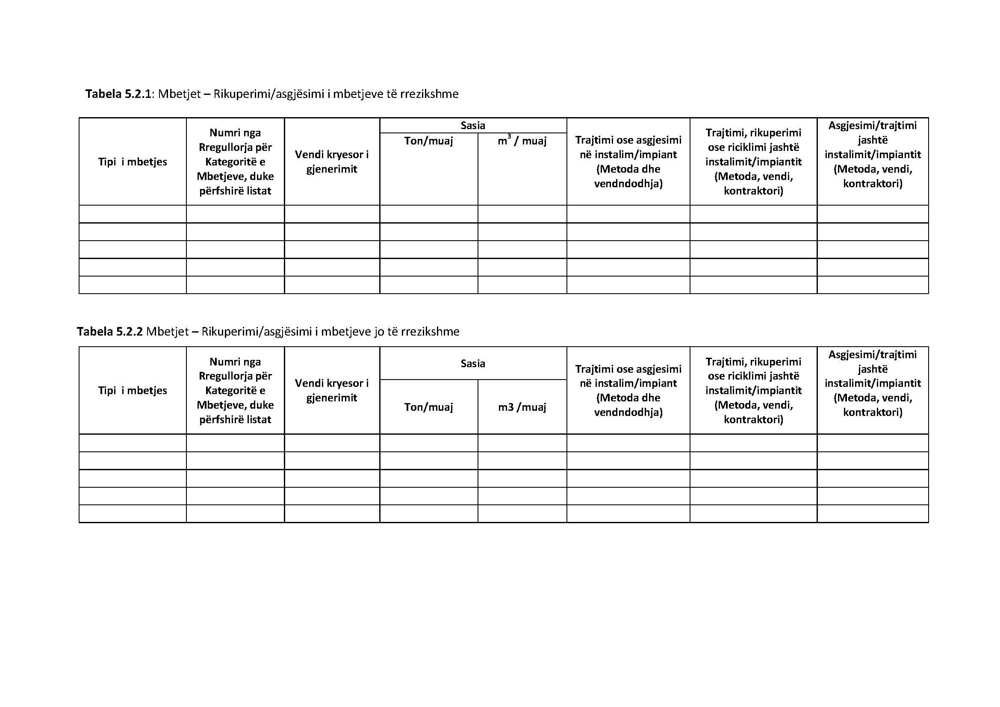 Tabela 5.2.1: Mbetjet – Rikuperimi/asgjësimi i mbetjeve të rrezikshme
Tipi i mbetjes
Numri nga
Rregullorja për
Kategoritë e
Mbetjeve, duke
përfshirë listat
Vendi kryesor i
gjenerimit
Sasia
Ton/muaj
m³ / muaj
Trajtimi ose asgjesimi
në instalim/impiant
(Metoda dhe
vendndodhja)
Trajtimi, rikuperimi
ose riciklimi jashtë
instalimit/impiantit
(Metoda, vendi,
kontraktori)
Asgjesimi/trajtimi
jashtë
instalimit/impiantit
(Metoda, vendi,
kontraktori)
Tabela 5.2.2 Mbetjet – Rikuperimi/asgjësimi i mbetjeve jo të rrezikshme
Tipi i mbetjes
Numri nga
Rregullorja për
Kategoritë e
Mbetjeve, duke
përfshirë listat
Vendi kryesor i
gjenerimit
Sasia
Ton/muaj
m3 /muaj
Trajtimi ose asgjesimi
në instalim/impiant
(Metoda dhe
vendndodhja)
Trajtimi, rikuperimi
ose riciklimi jashtë
instalimit/impiantit
(Metoda, vendi,
kontraktori)
Asgjesimi/trajtimi
jashtë
instalimit/impiantit
(Metoda, vendi,
kontraktori)